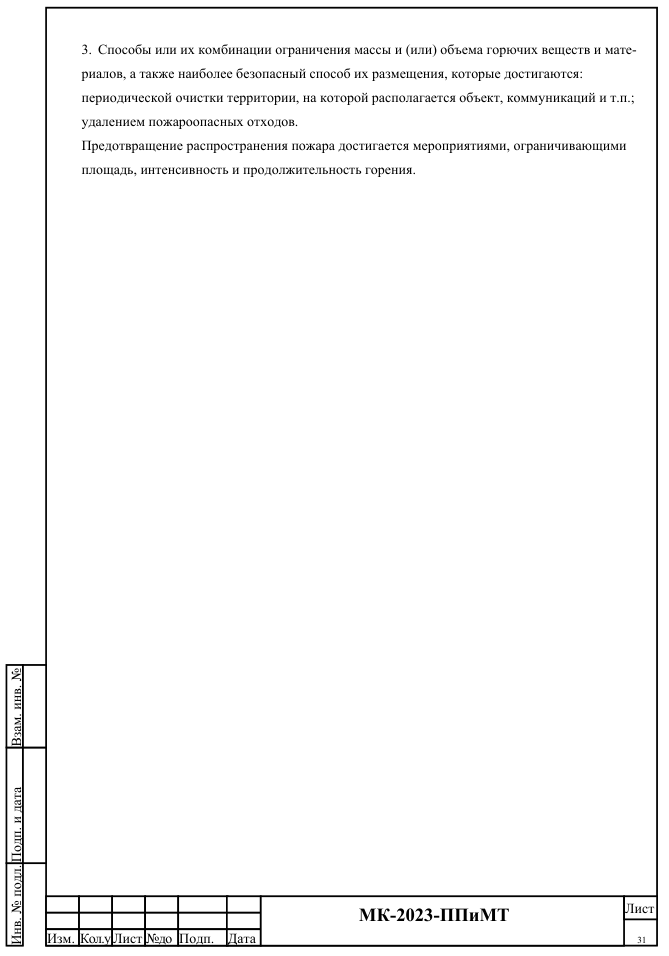 3. Способы или их комбинации ограничения массы и (или) объема горючих веществ и мате-
риалов, а также наиболее безопасный способ их размещения, которые достигаются:
периодической очистки территории, на которой располагается объект, коммуникаций и т.п.;
удалением пожароопасных отходов.
Предотвращение распространения пожара достигается мероприятиями, ограничивающими
площадь, интенсивность и продолжительность горения.
Взам. инв. №
Подп. и дата
Инв. № подл.
МК-2023-ППиМТ
Лист
Изм. Кол.у Лист №до Подп. Дата
31